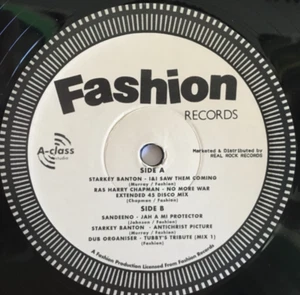 Fashion
RECORDS
A-class
studio
Marketed & Distributed by
REAL ROCK RECORDS
SIDE A
STARKEY BANTON - I&I SAW THEM COMING
(Murray / Fashion)
RAS HARRY CHAPMAN - NO MORE WAR
EXTENDED 45 DISCO MIX
(Chapman / Fashion)
SIDE B
SANDEENO - JAH A MI PROTECTOR
(Johnson / Fashion)
STARKEY BANTON - ANTICHRIST PICTURE
(Murray / Fashion)
DUB ORGANISER - TUBBY'S TRIBUTE (MIX 1)
(Fashion)
A Fashion Production Licensed From Fashion Records